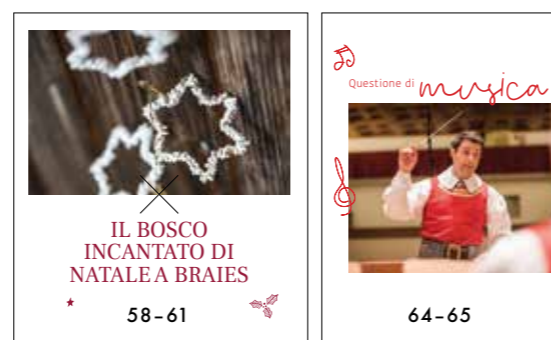 IL BOSCO
INCANTATO DI
NATALE A BRAIES
58–61
Questione di musica
64–65